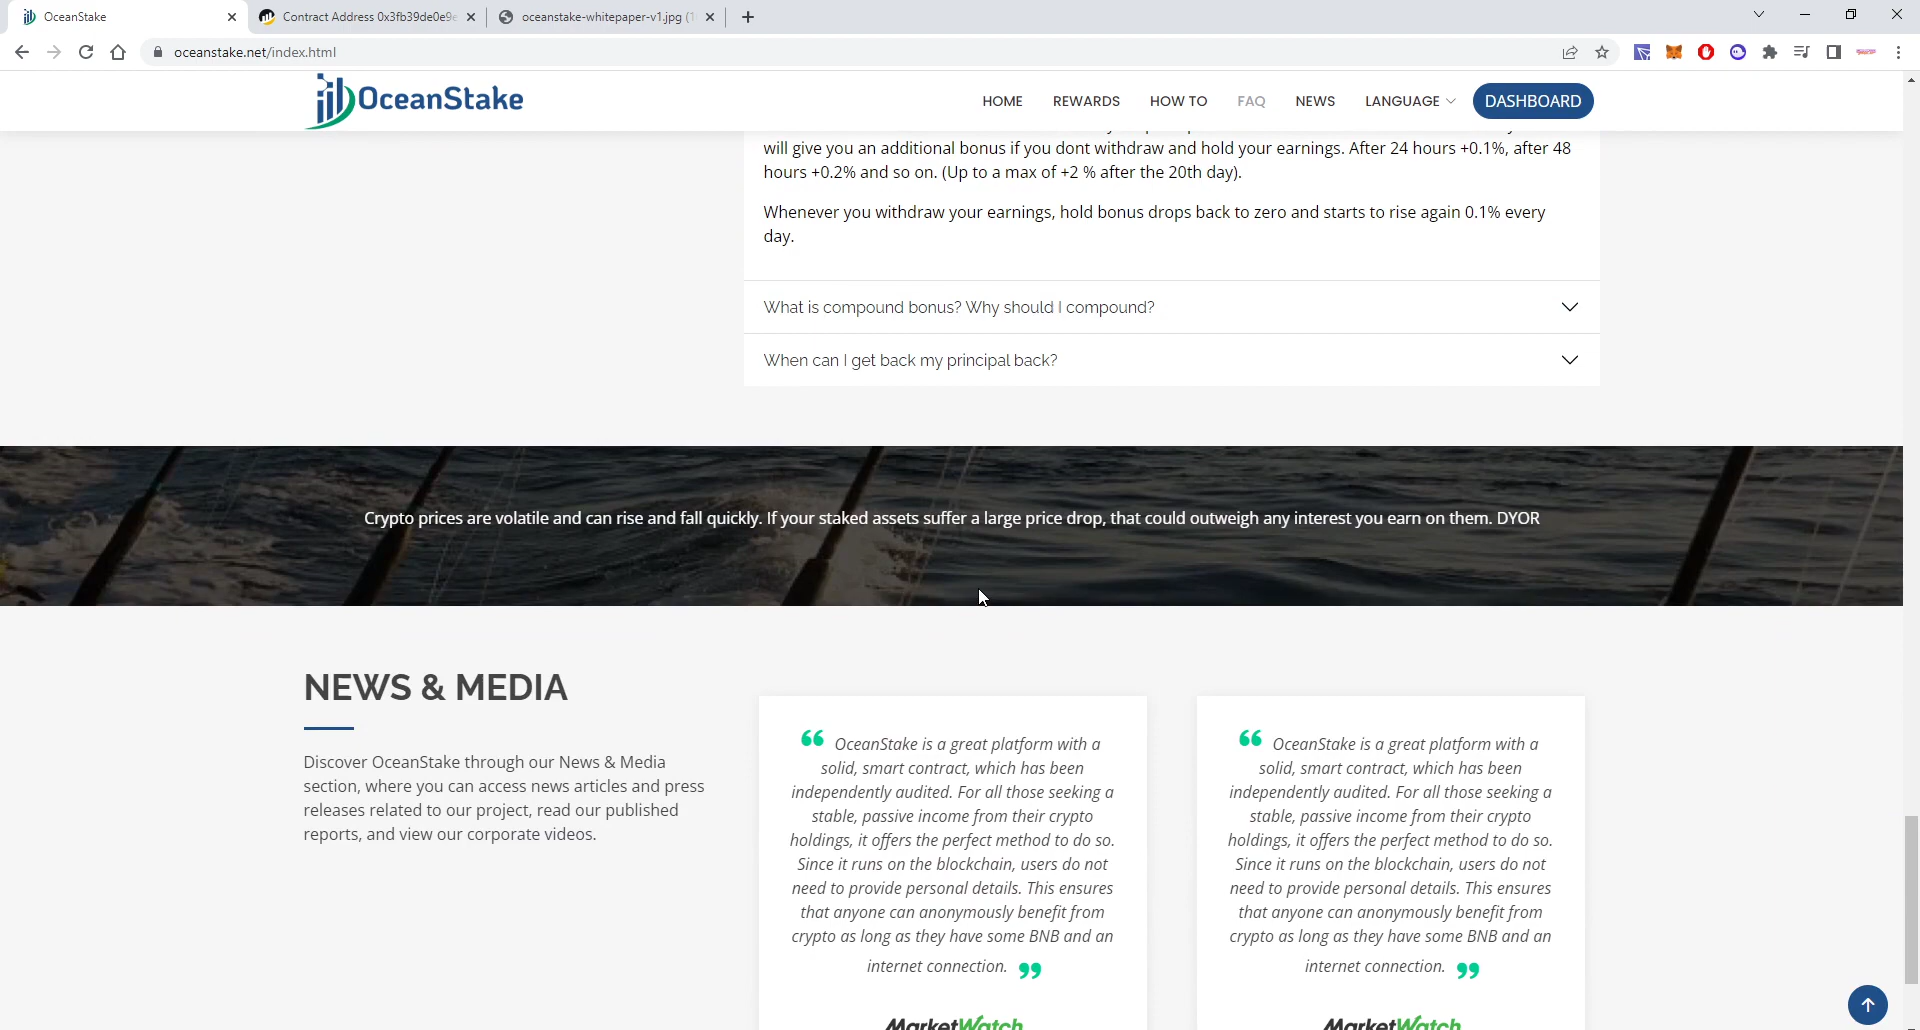 OceanStake
Contract Address 0x3fb39de0e9e
oceanstake-whitepaper-v1.jpg (1
oceanstake.net/index.html
OceanStake
HOME
REWARDS
HOW TO
FAQ
NEWS
LANGUAGE
DASHBOARD
will give you an additional bonus if you dont withdraw and hold your earnings. After 24 hours +0.1%, after 48
hours +0.2% and so on. (Up to a max of +2 % after the 20th day).
Whenever you withdraw your earnings, hold bonus drops back to zero and starts to rise again 0.1% every
day.
What is compound bonus? Why should I compound?
When can I get back my principal back?
Crypto prices are volatile and can rise and fall quickly. If your staked assets suffer a large price drop, that could outweigh any interest you earn on them. DYOR
NEWS & MEDIA
Discover OceanStake through our News & Media
section, where you can access news articles and press
releases related to our project, read our published
reports, and view our corporate videos.
“ OceanStake is a great platform with a
solid, smart contract, which has been
independently audited. For all those seeking a
stable, passive income from their crypto
holdings, it offers the perfect method to do so.
Since it runs on the blockchain, users do not
need to provide personal details. This ensures
that anyone can anonymously benefit from
crypto as long as they have some BNB and an
internet connection. ”
MarketWatch
“ OceanStake is a great platform with a
solid, smart contract, which has been
independently audited. For all those seeking a
stable, passive income from their crypto
holdings, it offers the perfect method to do so.
Since it runs on the blockchain, users do not
need to provide personal details. This ensures
that anyone can anonymously benefit from
crypto as long as they have some BNB and an
internet connection. ”
MarketWatch